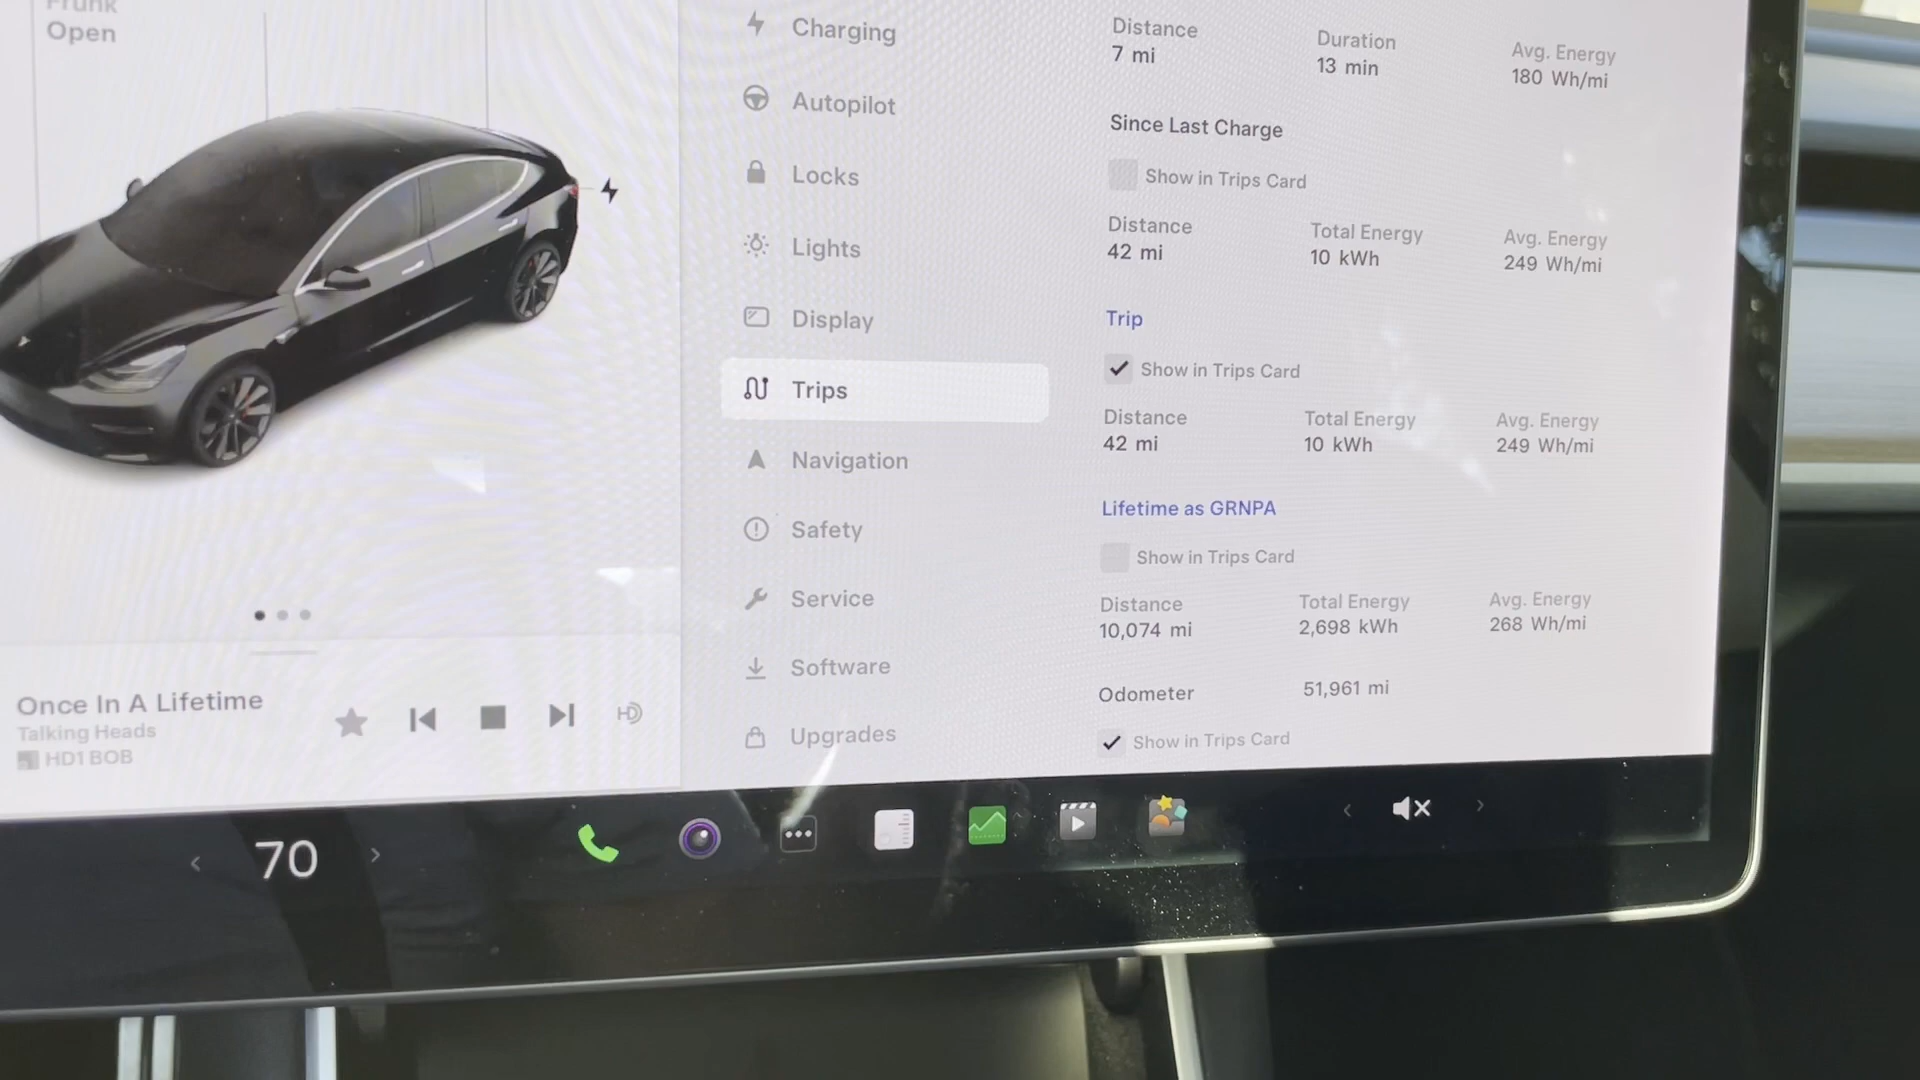 Frunk
Open
Once In A Lifetime
Talking Heads
HD1 BOB
HD
70
Charging
Autopilot
Locks
Lights
Display
Trips
Navigation
Safety
Service
Software
Upgrades
Distance Duration Avg. Energy
7 mi 13 min 180 Wh/mi
Since Last Charge
Show in Trips Card
Distance Total Energy Avg. Energy
42 mi 10 kWh 249 Wh/mi
Trip
Show in Trips Card
Distance Total Energy Avg. Energy
42 mi 10 kWh 249 Wh/mi
Lifetime as GRNPA
Show in Trips Card
Distance Total Energy Avg. Energy
10,074 mi 2,698 kWh 268 Wh/mi
Odometer 51,961 mi
Show in Trips Card